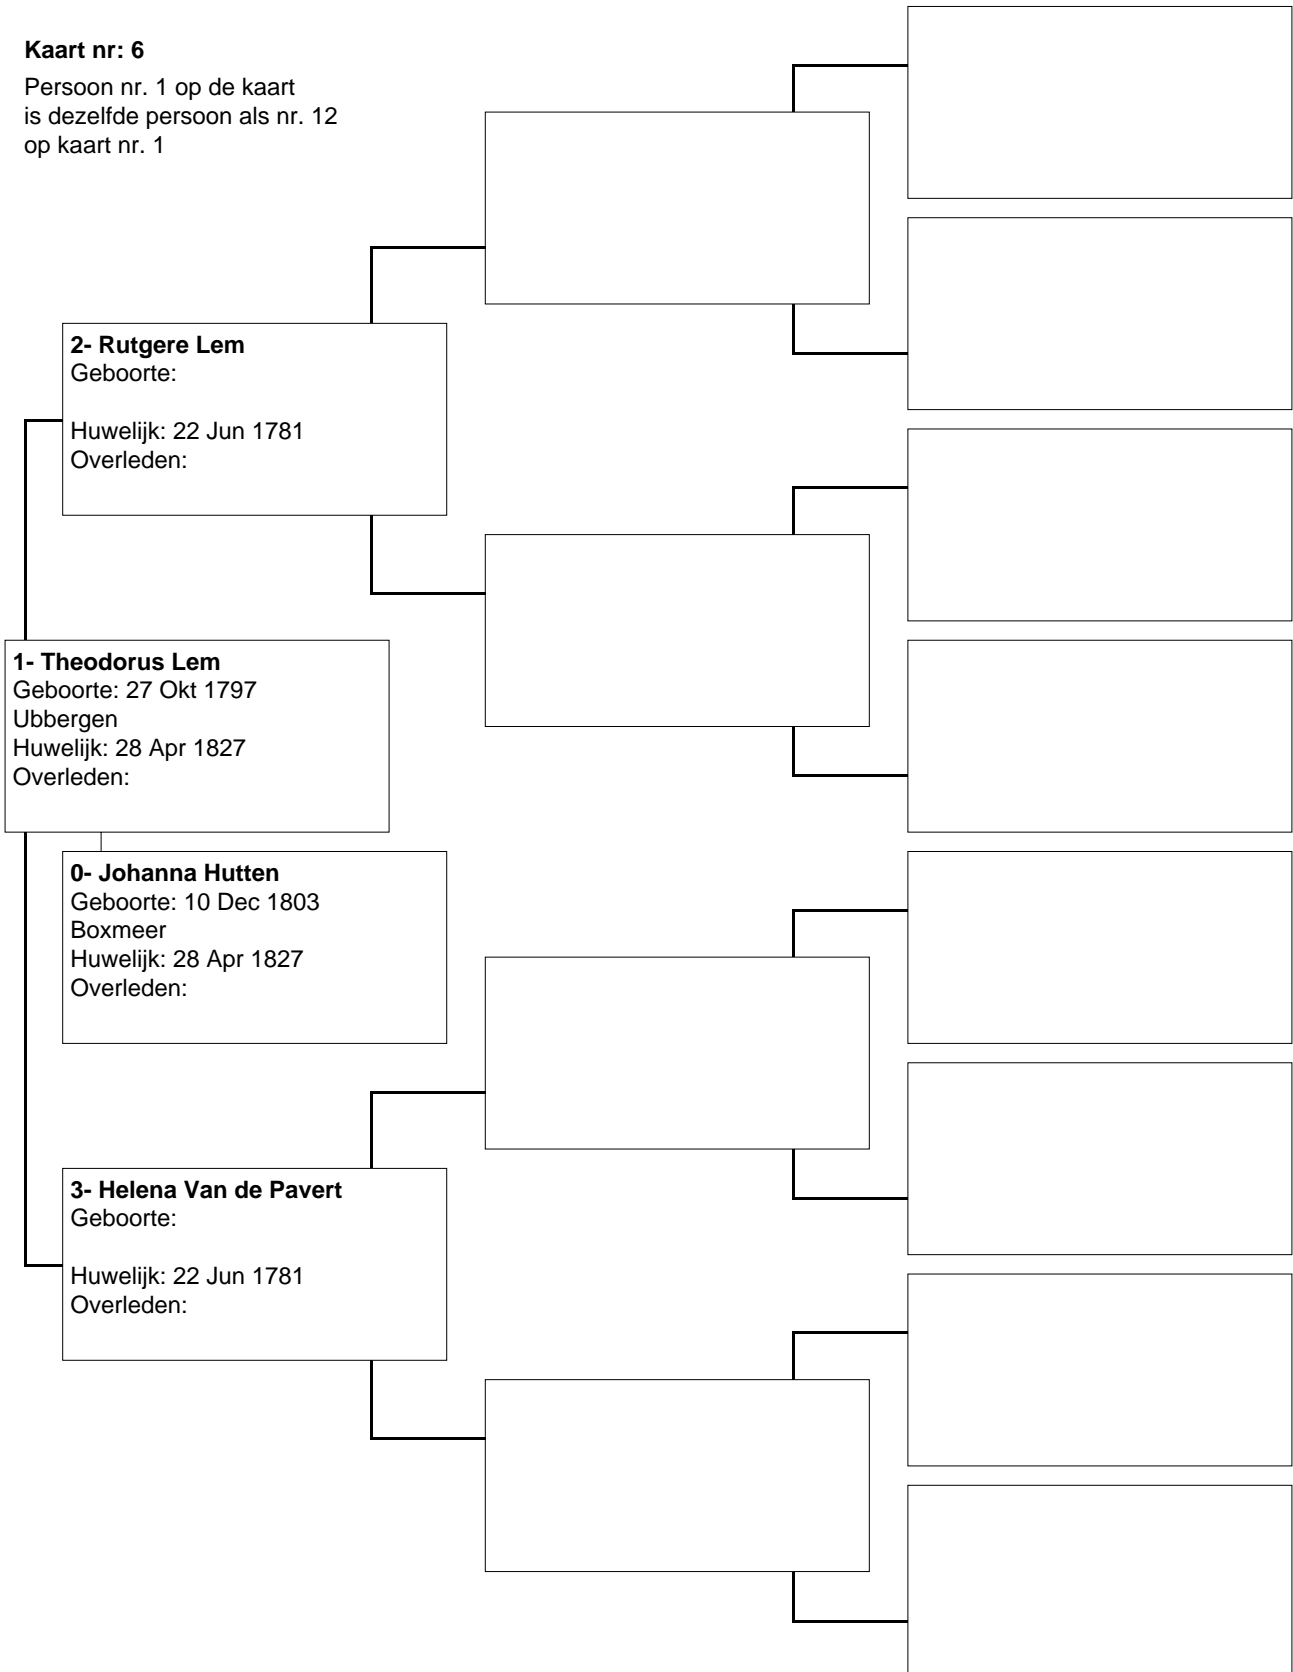 Kaart nr: 6
Persoon nr. 1 op de kaart
is dezelfde persoon als nr. 12
op kaart nr. 1
2- Rutgere Lem
Geboorte:
Huwelijk: 22 Jun 1781
Overleden:
1- Theodorus Lem
Geboorte: 27 Okt 1797
Ubbergen
Huwelijk: 28 Apr 1827
Overleden:
0- Johanna Hutten
Geboorte: 10 Dec 1803
Boxmeer
Huwelijk: 28 Apr 1827
Overleden:
3- Helena Van de Pavert
Geboorte:
Huwelijk: 22 Jun 1781
Overleden: